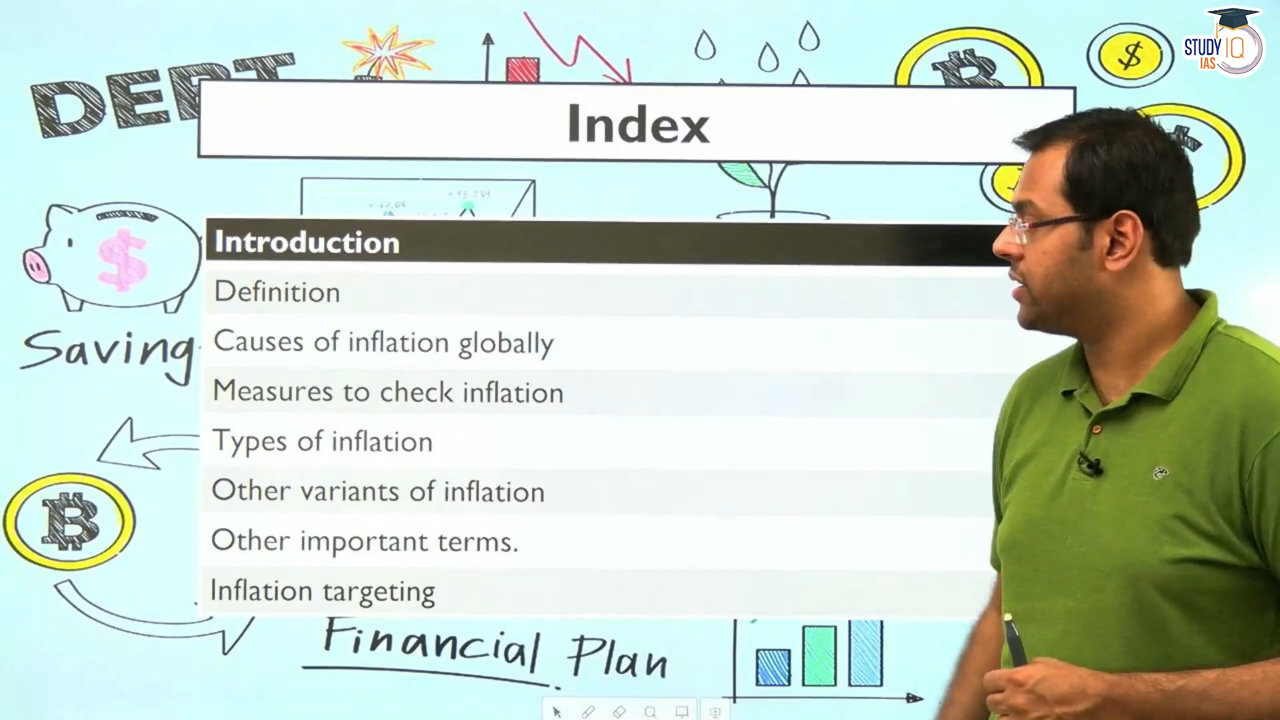 DEBT
Index
STUDY IQ
IAS
Introduction
Definition
Causes of inflation globally
Measures to check inflation
Types of inflation
Other variants of inflation
Other important terms.
Inflation targeting
Saving
Financial Plan